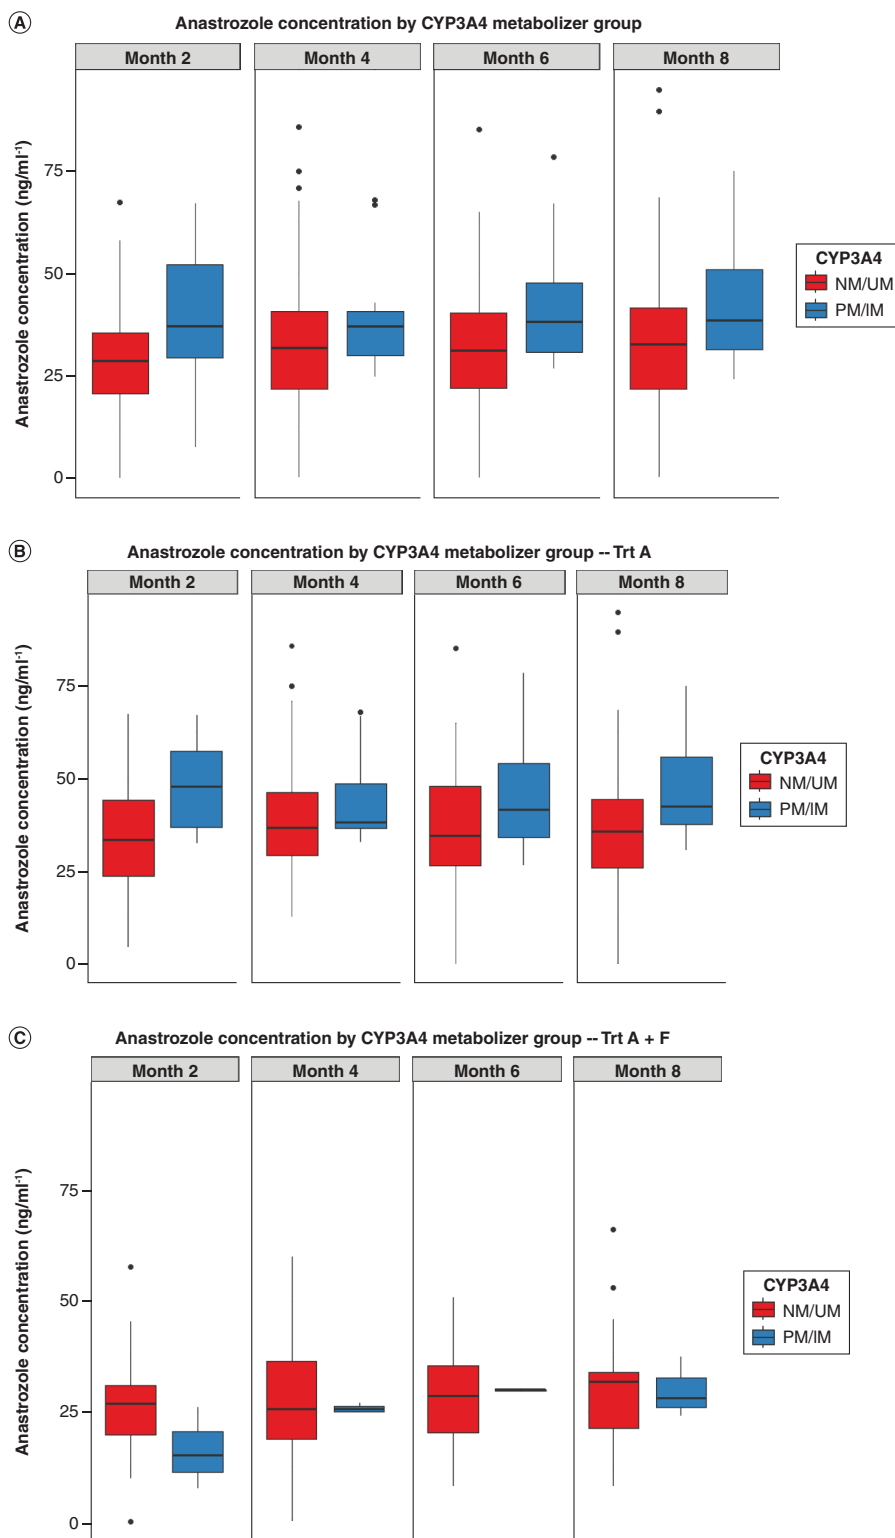 A
Anastrozole concentration by CYP3A4 metabolizer group
Month 2 Month 4 Month 6 Month 8
Anastrozole concentration (ng/ml⁻¹)
75
50
25
0
CYP3A4
NM/UM
PM/IM
B
Anastrozole concentration by CYP3A4 metabolizer group -- Trt A
Month 2 Month 4 Month 6 Month 8
Anastrozole concentration (ng/ml⁻¹)
75
50
25
0
CYP3A4
NM/UM
PM/IM
C
Anastrozole concentration by CYP3A4 metabolizer group -- Trt A + F
Month 2 Month 4 Month 6 Month 8
Anastrozole concentration (ng/ml⁻¹)
75
50
25
0
CYP3A4
NM/UM
PM/IM